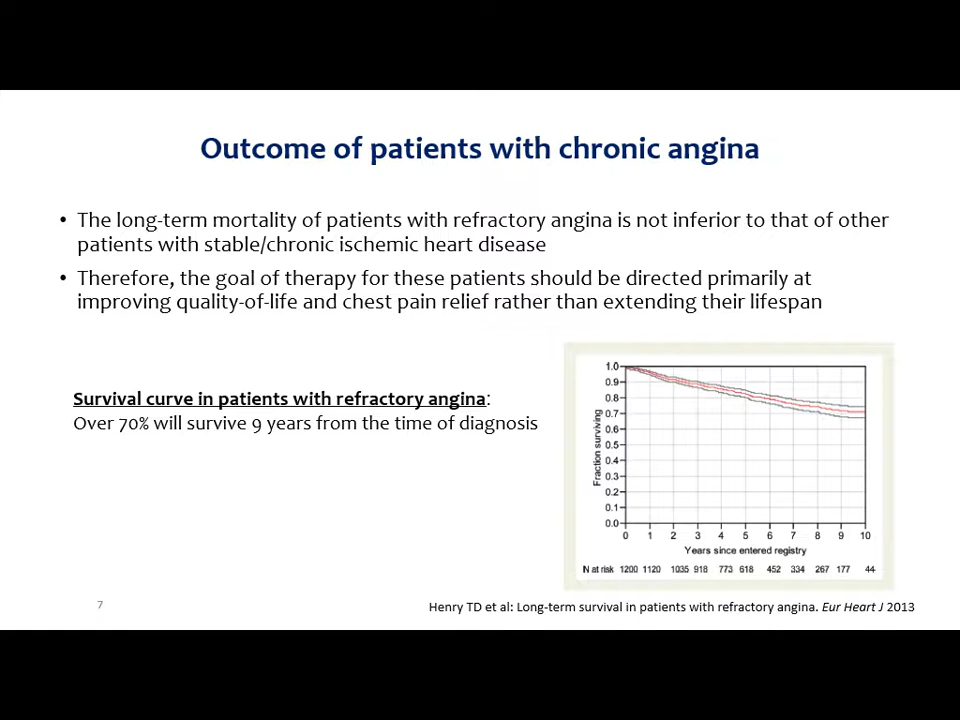 Outcome of patients with chronic angina
• The long-term mortality of patients with refractory angina is not inferior to that of other
patients with stable/chronic ischemic heart disease
• Therefore, the goal of therapy for these patients should be directed primarily at
improving quality-of-life and chest pain relief rather than extending their lifespan
Survival curve in patients with refractory angina:
Over 70% will survive 9 years from the time of diagnosis
Fraction surviving
1.0
0.9
0.8
0.7
0.6
0.5
0.4
0.3
0.2
0.1
0.0
0 1 2 3 4 5 6 7 8 9 10
Years since entered registry
N at risk 1200 1120 1035 918 773 618 452 334 267 177 44
7
Henry TD et al: Long-term survival in patients with refractory angina. Eur Heart J 2013